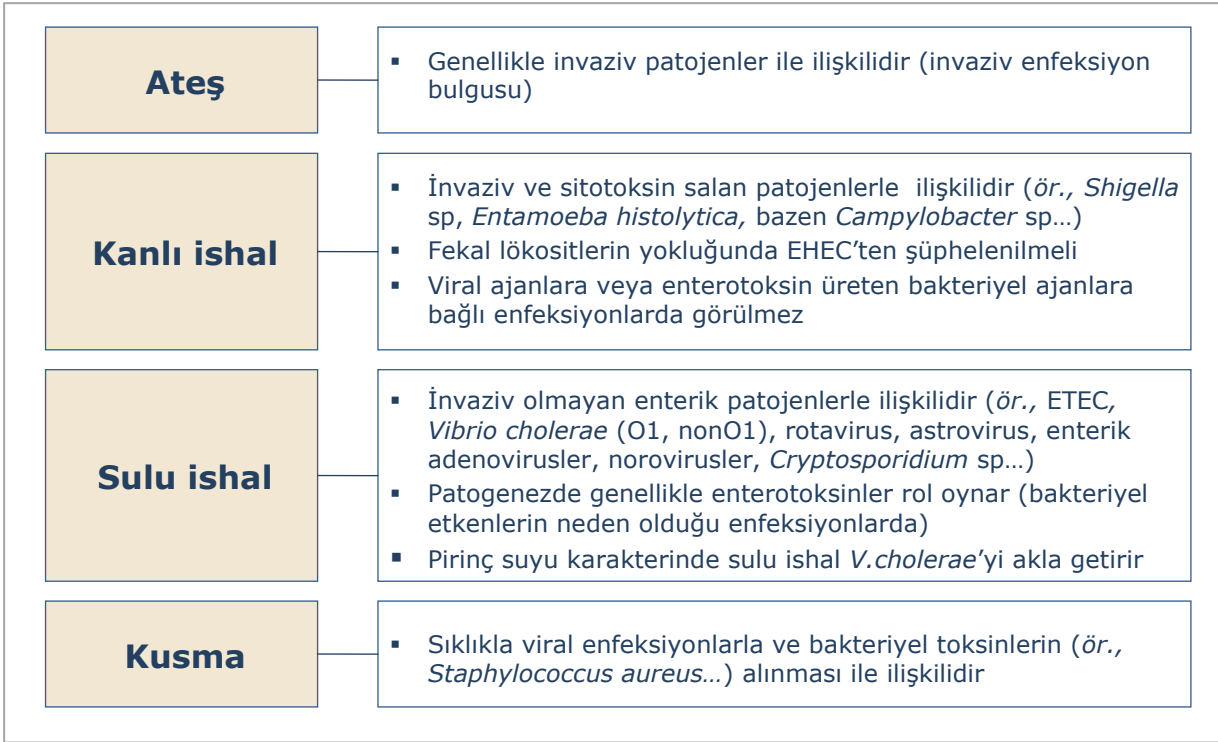 Ateş
▪ Genellikle invaziv patojenler ile ilişkilidir (invaziv enfeksiyon
bulgusu)
Kanlı ishal
▪ İnvaziv ve sitotoksin salan patojenlerle ilişkilidir (ör., Shigella
sp, Entamoeba histolytica, bazen Campylobacter sp…)
▪ Fekal lökositlerin yokluğunda EHEC’ten şüphelenilmeli
▪ Viral ajanlara veya enterotoksin üreten bakteriyel ajanlara
bağlı enfeksiyonlarda görülmez
Sulu ishal
▪ İnvaziv olmayan enterik patojenlerle ilişkilidir (ör., ETEC,
Vibrio cholerae (O1, nonO1), rotavirus, astrovirus, enterik
adenovirusler, norovirusler, Cryptosporidium sp…)
▪ Patogenezde genellikle enterotoksinler rol oynar (bakteriyel
etkenlerin neden olduğu enfeksiyonlarda)
▪ Pirinç suyu karakterinde sulu ishal V.cholerae’yi akla getirir
Kusma
▪ Sıklıkla viral enfeksiyonlarla ve bakteriyel toksinlerin (ör.,
Staphylococcus aureus…) alınması ile ilişkilidir